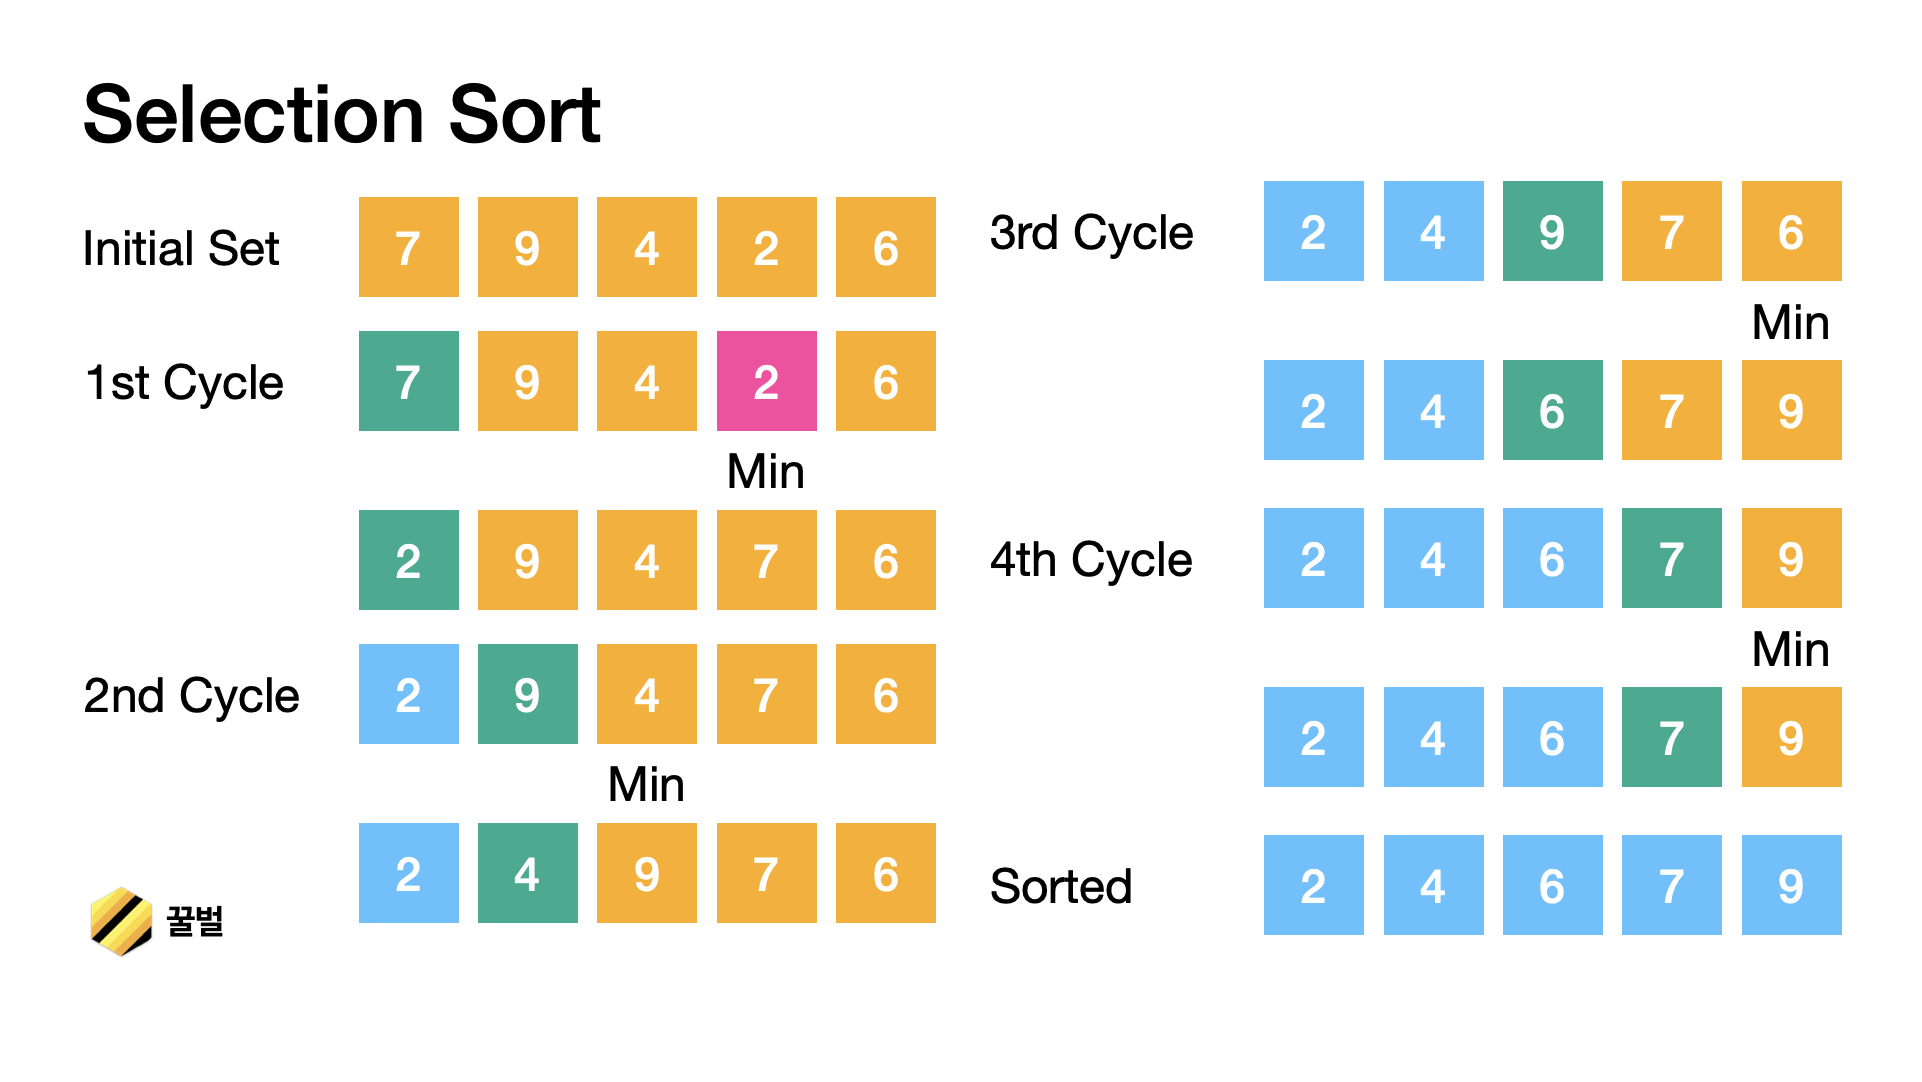 Selection Sort
Initial Set 7 9 4 2 6
1st Cycle 7 9 4 2 6
Min
2 9 4 7 6
2nd Cycle 2 9 4 7 6
Min
2 4 9 7 6
꿀벌
3rd Cycle 2 4 9 7 6
Min
2 4 6 7 9
4th Cycle 2 4 6 7 9
Min
2 4 6 7 9
Sorted 2 4 6 7 9